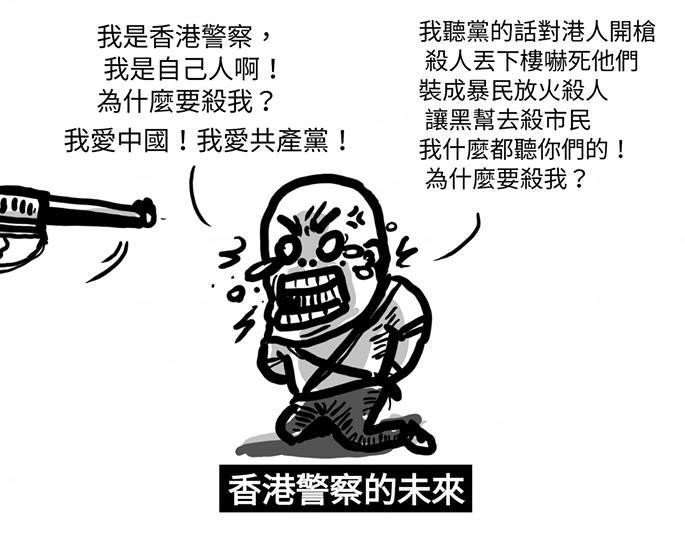 我是香港警察，
我是自己人啊！
為什麼要殺我？
我愛中國！我愛共產黨！
我聽黨的話對港人開槍
殺人丟下樓嚇死他們
裝成暴民放火殺人
讓黑幫去殺市民
我什麼都聽你們的！
為什麼要殺我？
香港警察的未來